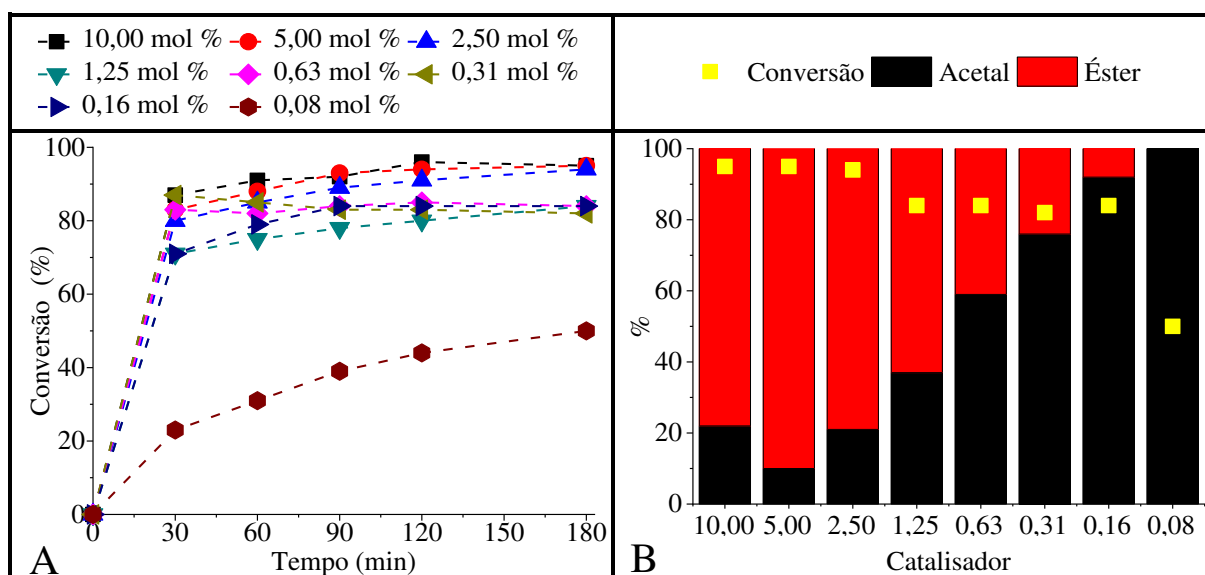 10,00 mol % 5,00 mol % 2,50 mol %
1,25 mol % 0,63 mol % 0,31 mol %
0,16 mol % 0,08 mol %
Conversão Acetal Éster
100
80
60
40
20
0
Conversão (%)
0 30 60 90 120 150 180
Tempo (min)
A
100
80
60
40
20
0
%
10,00 5,00 2,50 1,25 0,63 0,31 0,16 0,08
Catalisador
B